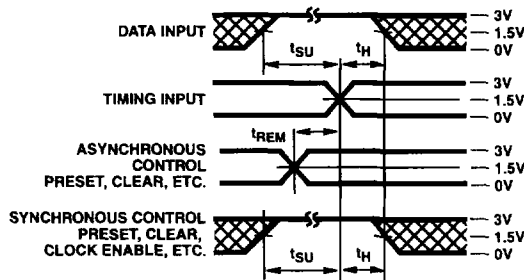 DATA INPUT
3V
1.5V
0V
tSU
tH
TIMING INPUT
3V
1.5V
0V
tREM
ASYNCHRONOUS
CONTROL
PRESET, CLEAR, ETC.
3V
1.5V
0V
SYNCHRONOUS CONTROL
PRESET, CLEAR,
CLOCK ENABLE, ETC.
3V
1.5V
0V
tSU
tH